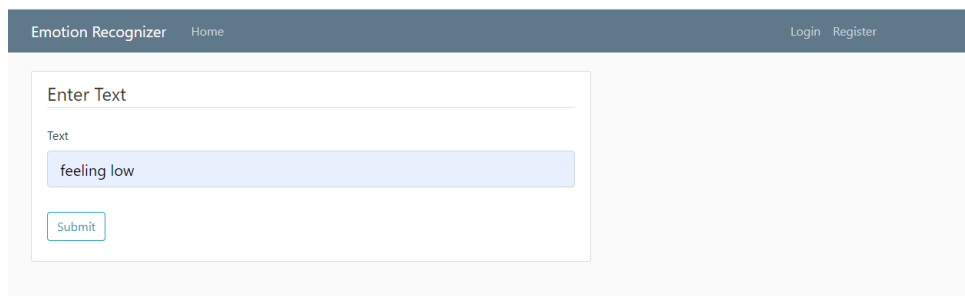 Emotion Recognizer Home Login Register
Enter Text
Text
feeling low
Submit